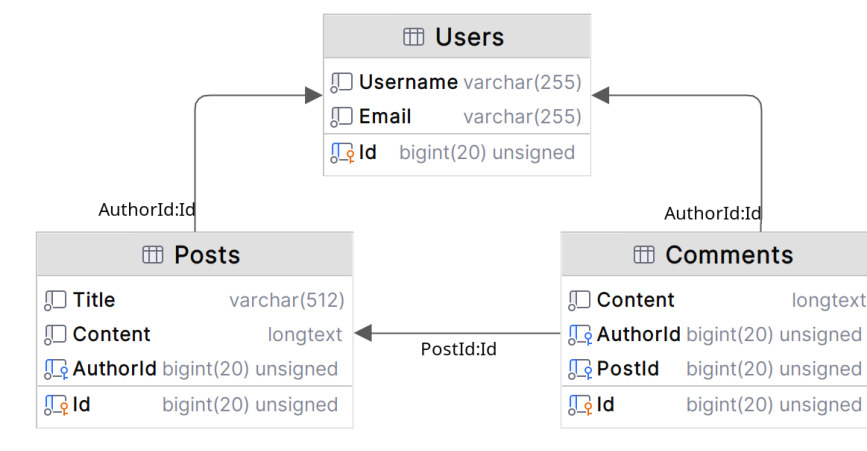 Users
Username varchar(255)
Email varchar(255)
Id bigint(20) unsigned
AuthorId:Id
AuthorId:Id
Posts
Title varchar(512)
Content longtext
AuthorId bigint(20) unsigned
Id bigint(20) unsigned
PostId:Id
Comments
Content longtext
AuthorId bigint(20) unsigned
PostId bigint(20) unsigned
Id bigint(20) unsigned